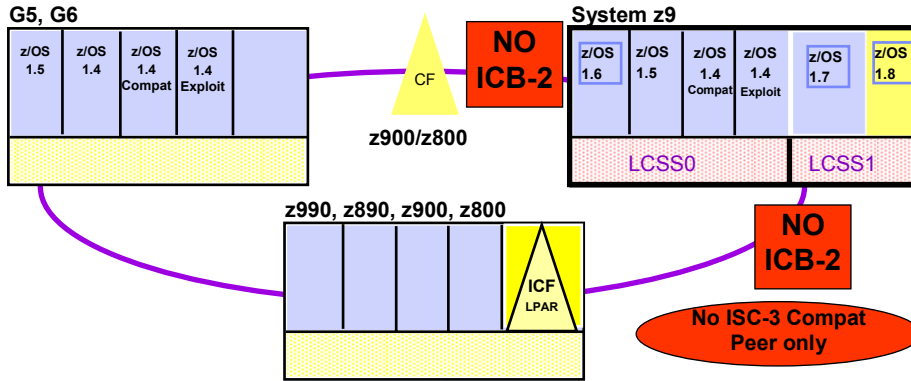 G5, G6
z/OS
1.5
z/OS
1.4
z/OS
1.4
Compat
z/OS
1.4
Exploit
CF
z900/z800
NO
ICB-2
System z9
z/OS
1.6
z/OS
1.5
z/OS
1.4
Compat
z/OS
1.4
Exploit
z/OS
1.7
z/OS
1.8
LCSS0
LCSS1
z990, z890, z900, z800
ICF
LPAR
NO
ICB-2
No ISC-3 Compat
Peer only